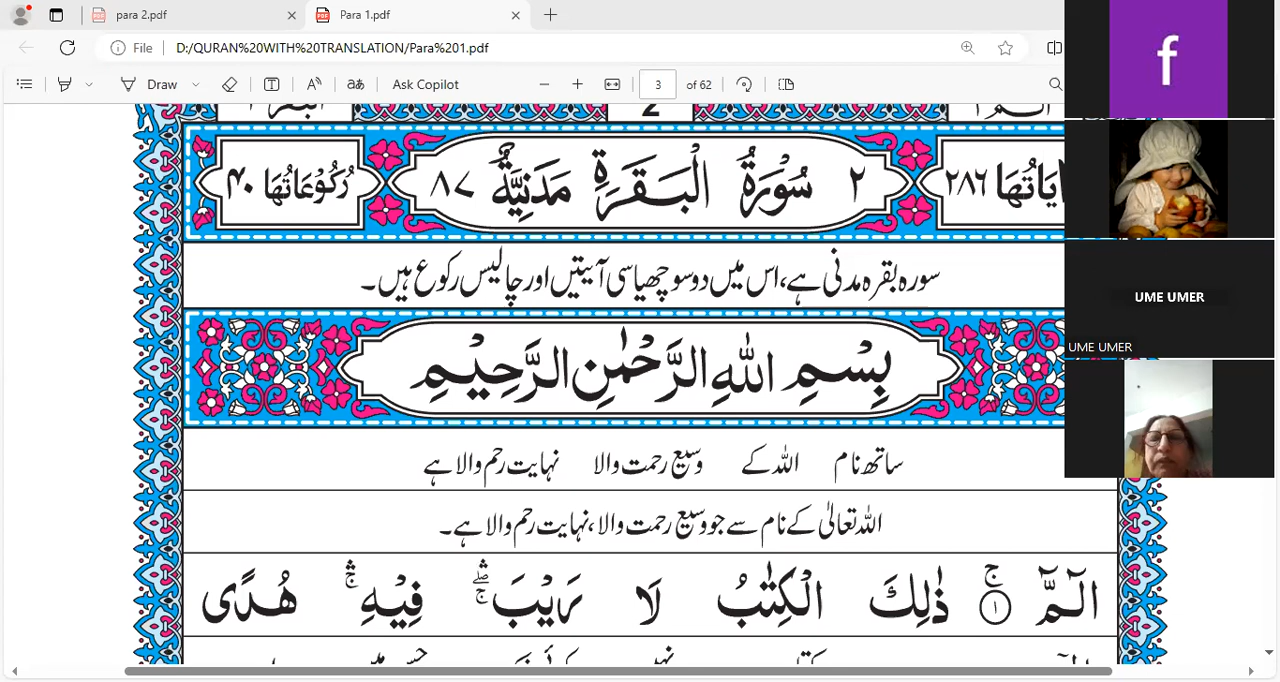 para 2.pdf
Para 1.pdf
File D:/QURAN%20WITH%20TRANSLATION/Para%201.pdf
Draw Ask Copilot 3 of 62
f
2
اٰيَاتُهَا ٢٨٦ ٢ سُوْرَةُ الْبَقَرَةِ مَدَنِيَّةٌ ٨٧ رُكُوْعَاتُهَا ٤٠
سورہ بقرہ مدنی ہے، اس میں دو سو چھیاسی آیتیں اور چالیس رکوع ہیں۔
UME UMER
UME UMER
بِسْمِ اللّٰهِ الرَّحْمٰنِ الرَّحِيْمِ
ساتھ نام اللہ کے وسیع رحمت والا نہایت رحم والا ہے
اللہ تعالیٰ کے نام سے جو وسیع رحمت والا، نہایت رحم والا ہے۔
الٓمّٓ ۚ‏﴿١﴾ ذٰلِكَ الْكِتٰبُ لَا رَيْبَ ۛۖۚ فِيْهِ ۛۚ هُدًى